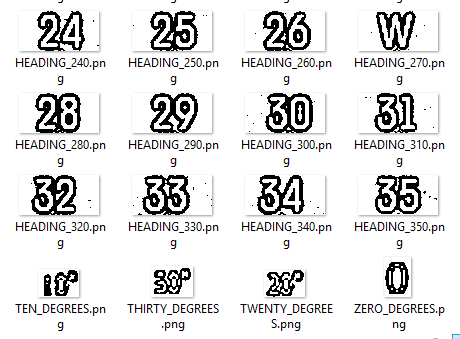 24 25 26 W
HEADING_240.pn HEADING_250.pn HEADING_260.pn HEADING_270.pn
g g g g
28 29 30 31
HEADING_280.pn HEADING_290.pn HEADING_300.pn HEADING_310.pn
g g g g
32 33 34 35
HEADING_320.pn HEADING_330.pn HEADING_340.pn HEADING_350.pn
g g g g
10° 30° 20° 0
TEN_DEGREES.pn THIRTY_DEGREES TWENTY_DEGREE ZERO_DEGREES.p
g .png S.png ng